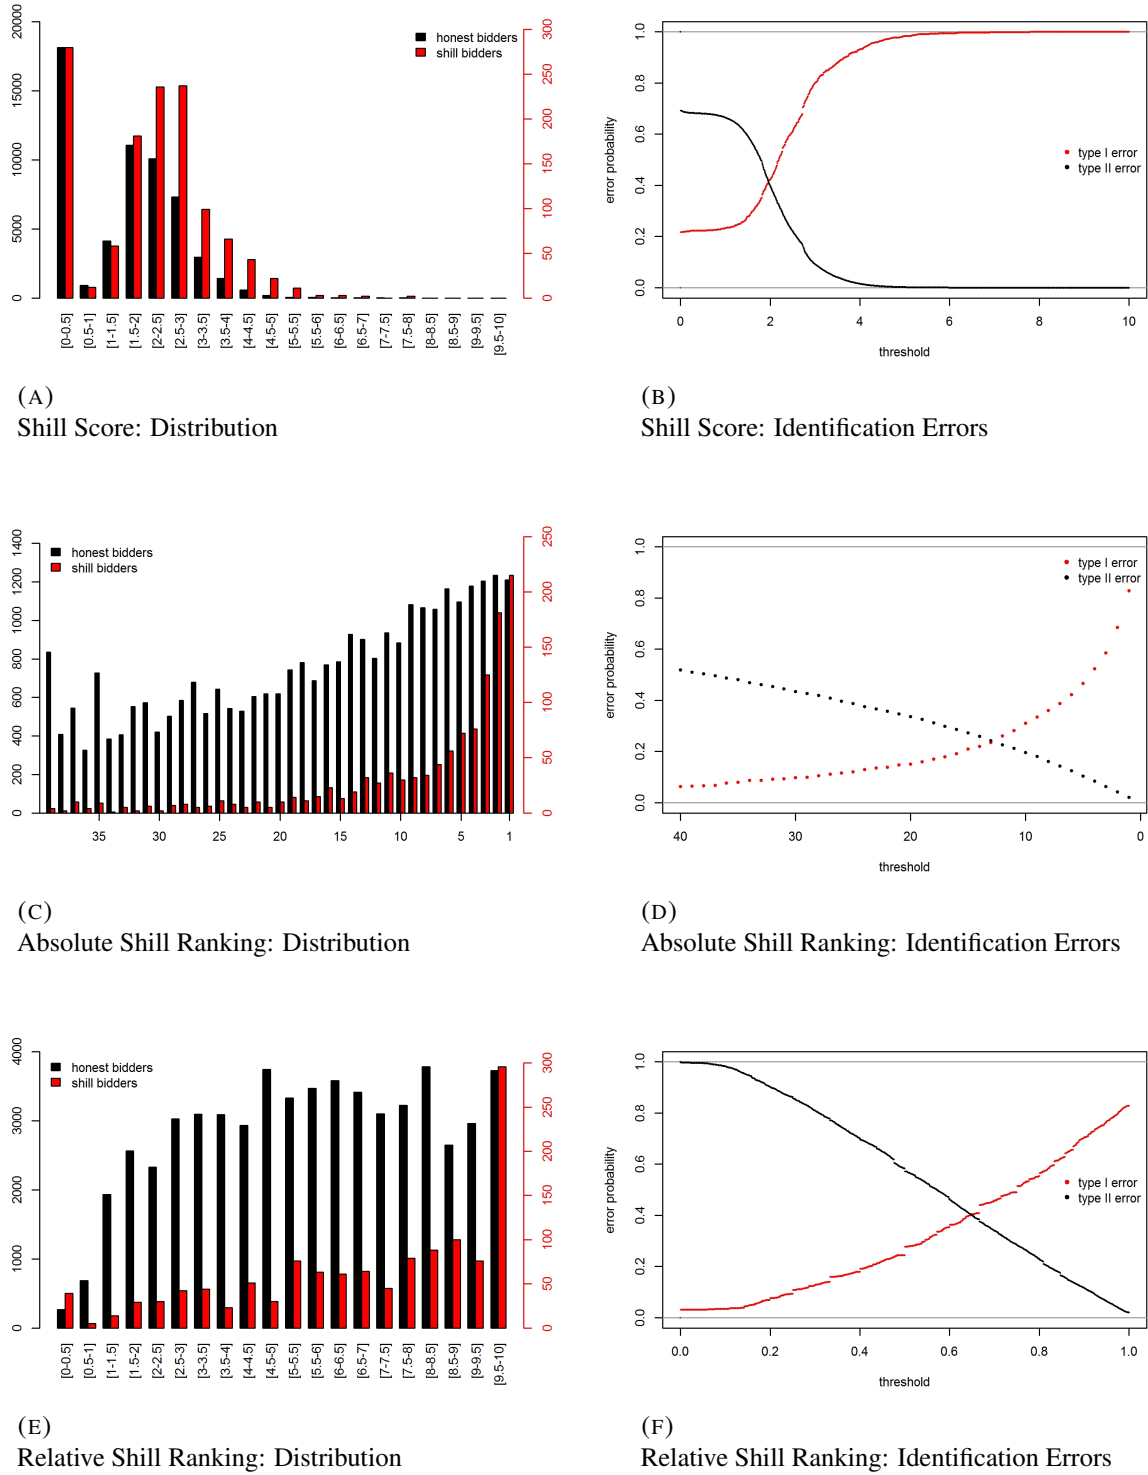 20000
15000
10000
5000
0
honest bidders
shill bidders
300
250
200
150
100
50
0
[0-0.5]
[0.5-1]
[1-1.5]
[1.5-2]
[2-2.5]
[2.5-3]
[3-3.5]
[3.5-4]
[4-4.5]
[4.5-5]
[5-5.5]
[5.5-6]
[6-6.5]
[6.5-7]
[7-7.5]
[7.5-8]
[8-8.5]
[8.5-9]
[9-9.5]
[9.5-10]
(A)
Shill Score: Distribution
error probability
1.0
0.8
0.6
0.4
0.2
0.0
type I error
type II error
0 2 4 6 8 10
threshold
(B)
Shill Score: Identification Errors
1400
1200
1000
800
600
400
200
0
honest bidders
shill bidders
250
200
150
100
50
0
35 30 25 20 15 10 5 1
(C)
Absolute Shill Ranking: Distribution
error probability
1.0
0.8
0.6
0.4
0.2
0.0
type I error
type II error
40 30 20 10 0
threshold
(D)
Absolute Shill Ranking: Identification Errors
4000
3000
2000
1000
0
honest bidders
shill bidders
300
250
200
150
100
50
0
[0-0.5]
[0.5-1]
[1-1.5]
[1.5-2]
[2-2.5]
[2.5-3]
[3-3.5]
[3.5-4]
[4-4.5]
[4.5-5]
[5-5.5]
[5.5-6]
[6-6.5]
[6.5-7]
[7-7.5]
[7.5-8]
[8-8.5]
[8.5-9]
[9-9.5]
[9.5-10]
(E)
Relative Shill Ranking: Distribution
error probability
1.0
0.8
0.6
0.4
0.2
0.0
type I error
type II error
0.0 0.2 0.4 0.6 0.8 1.0
threshold
(F)
Relative Shill Ranking: Identification Errors